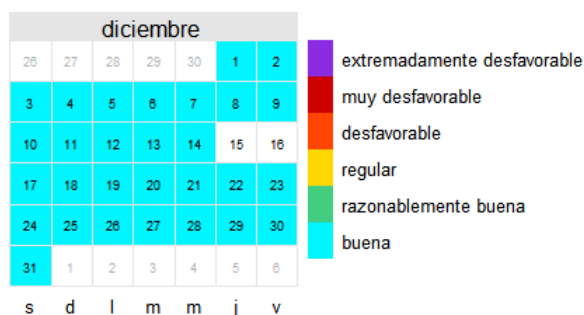 diciembre
26 27 28 29 30 1 2
3 4 5 6 7 8 9
10 11 12 13 14 15 16
17 18 19 20 21 22 23
24 25 26 27 28 29 30
31 1 2 3 4 5 6
s d l m m j v
extremadamente desfavorable
muy desfavorable
desfavorable
regular
razonablemente buena
buena